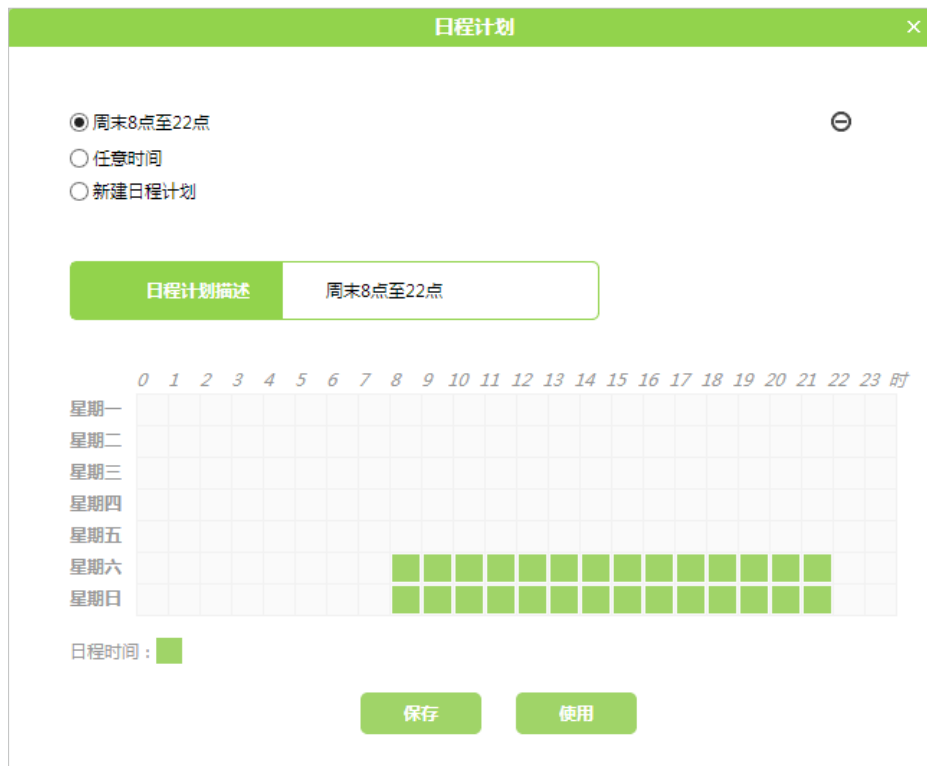 日程计划
周末8点至22点
任意时间
新建日程计划
日程计划描述 周末8点至22点
0 1 2 3 4 5 6 7 8 9 10 11 12 13 14 15 16 17 18 19 20 21 22 23 时
星期一
星期二
星期三
星期四
星期五
星期六
星期日
日程时间：
保存 使用